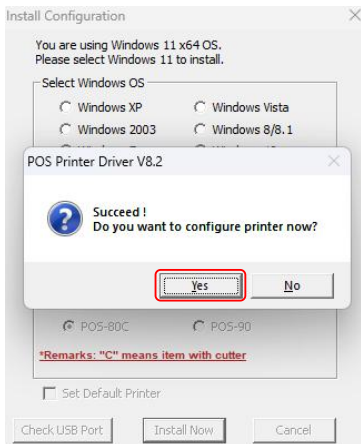 Install Configuration
You are using Windows 11 x64 OS.
Please select Windows 11 to install.
Select Windows OS
Windows XP Windows Vista
Windows 2003 Windows 8/8.1
POS Printer Driver V8.2
Succeed !
Do you want to configure printer now?
Yes No
POS-80C POS-90
*Remarks: "C" means item with cutter
Set Default Printer
Check USB Port Install Now Cancel